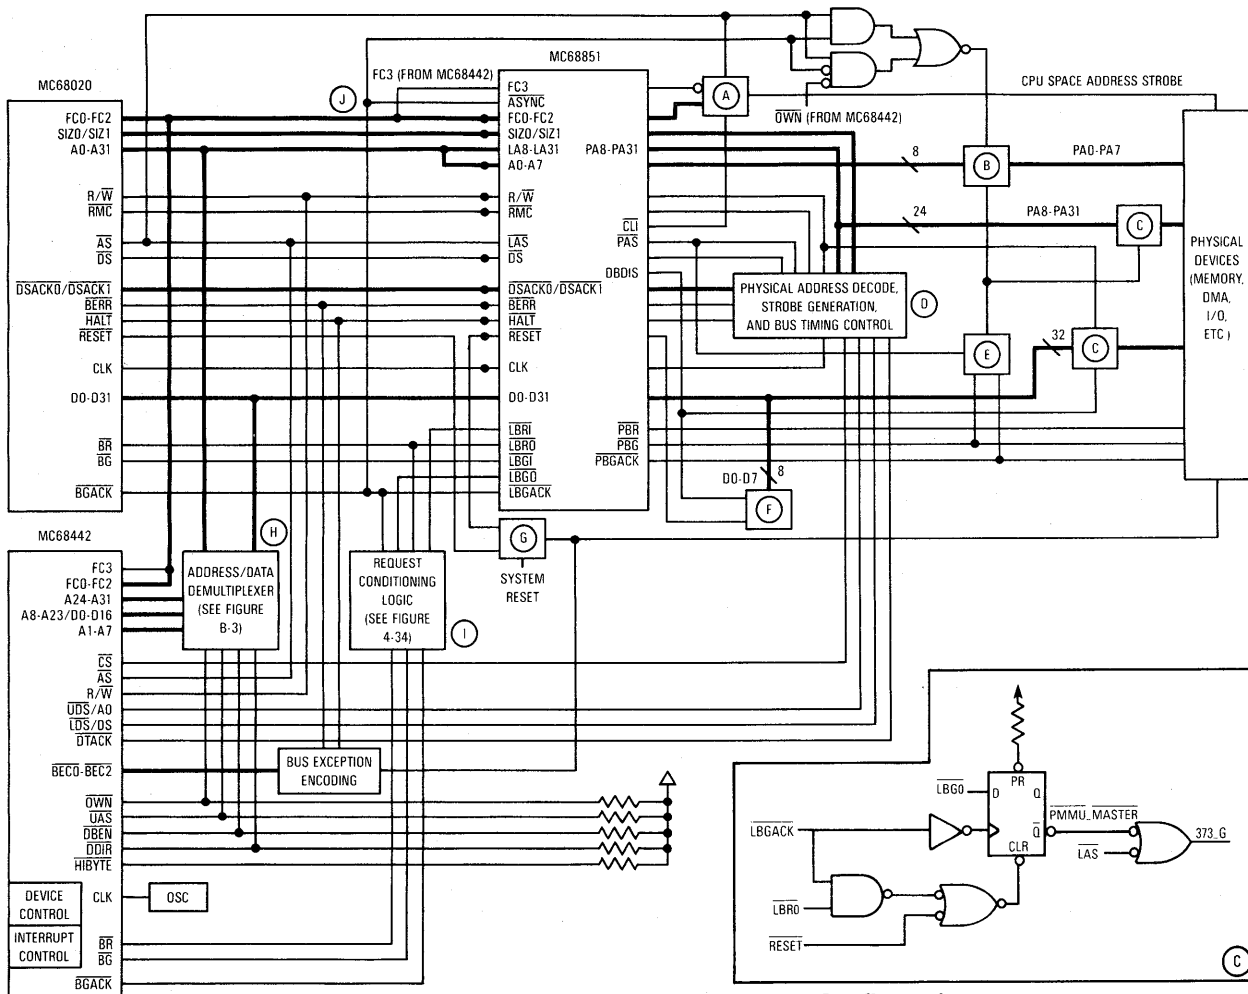 MC68020
FC0-FC2
SIZ0/SIZ1
A0-A31
R/W
RMC
AS
DS
DSACK0/DSACK1
BERR
HALT
RESET
CLK
D0-D31
BR
BG
BGACK
MC68442
FC3
FC0-FC2
A24-A31
A8-A23/D0-D16
A1-A7
CS
AS
R/W
UDS/A0
LDS/DS
DTACK
BEC0-BEC2
OWN
UAS
DBEN
DDIR
HIBYTE
CLK
OSC
DEVICE
CONTROL
INTERRUPT
CONTROL
BR
BG
BGACK
H
ADDRESS/DATA
DEMULTIPLEXER
(SEE FIGURE
B-3)
REQUEST
CONDITIONING
LOGIC
(SEE FIGURE
4-34)
I
BUS EXCEPTION
ENCODING
FC3 (FROM MC68442)
J
MC68851
FC3
ASYNC
FC0-FC2
SIZ0/SIZ1
LA8-LA31
A0-A7
R/W
RMC
LAS
DS
DSACK0/DSACK1
BERR
HALT
RESET
CLK
D0-D31
LBRI
LBRO
LBGI
LBGO
LBGACK
PA8-PA31
CLI
PAS
DBDIS
PBR
PBG
PBGACK
G
SYSTEM
RESET
A
OWN (FROM MC68442)
CPU SPACE ADDRESS STROBE
8
B
PA0-PA7
24
PA8-PA31
C
PHYSICAL ADDRESS DECODE,
STROBE GENERATION,
AND BUS TIMING CONTROL
D
E
32
C
D0-D7
8
F
PHYSICAL
DEVICES
(MEMORY,
DMA,
I/O,
ETC )
LBGO
D
PR
Q
Q
CLR
PMMU_MASTER
LBGACK
LAS
373_G
LBRO
RESET
C